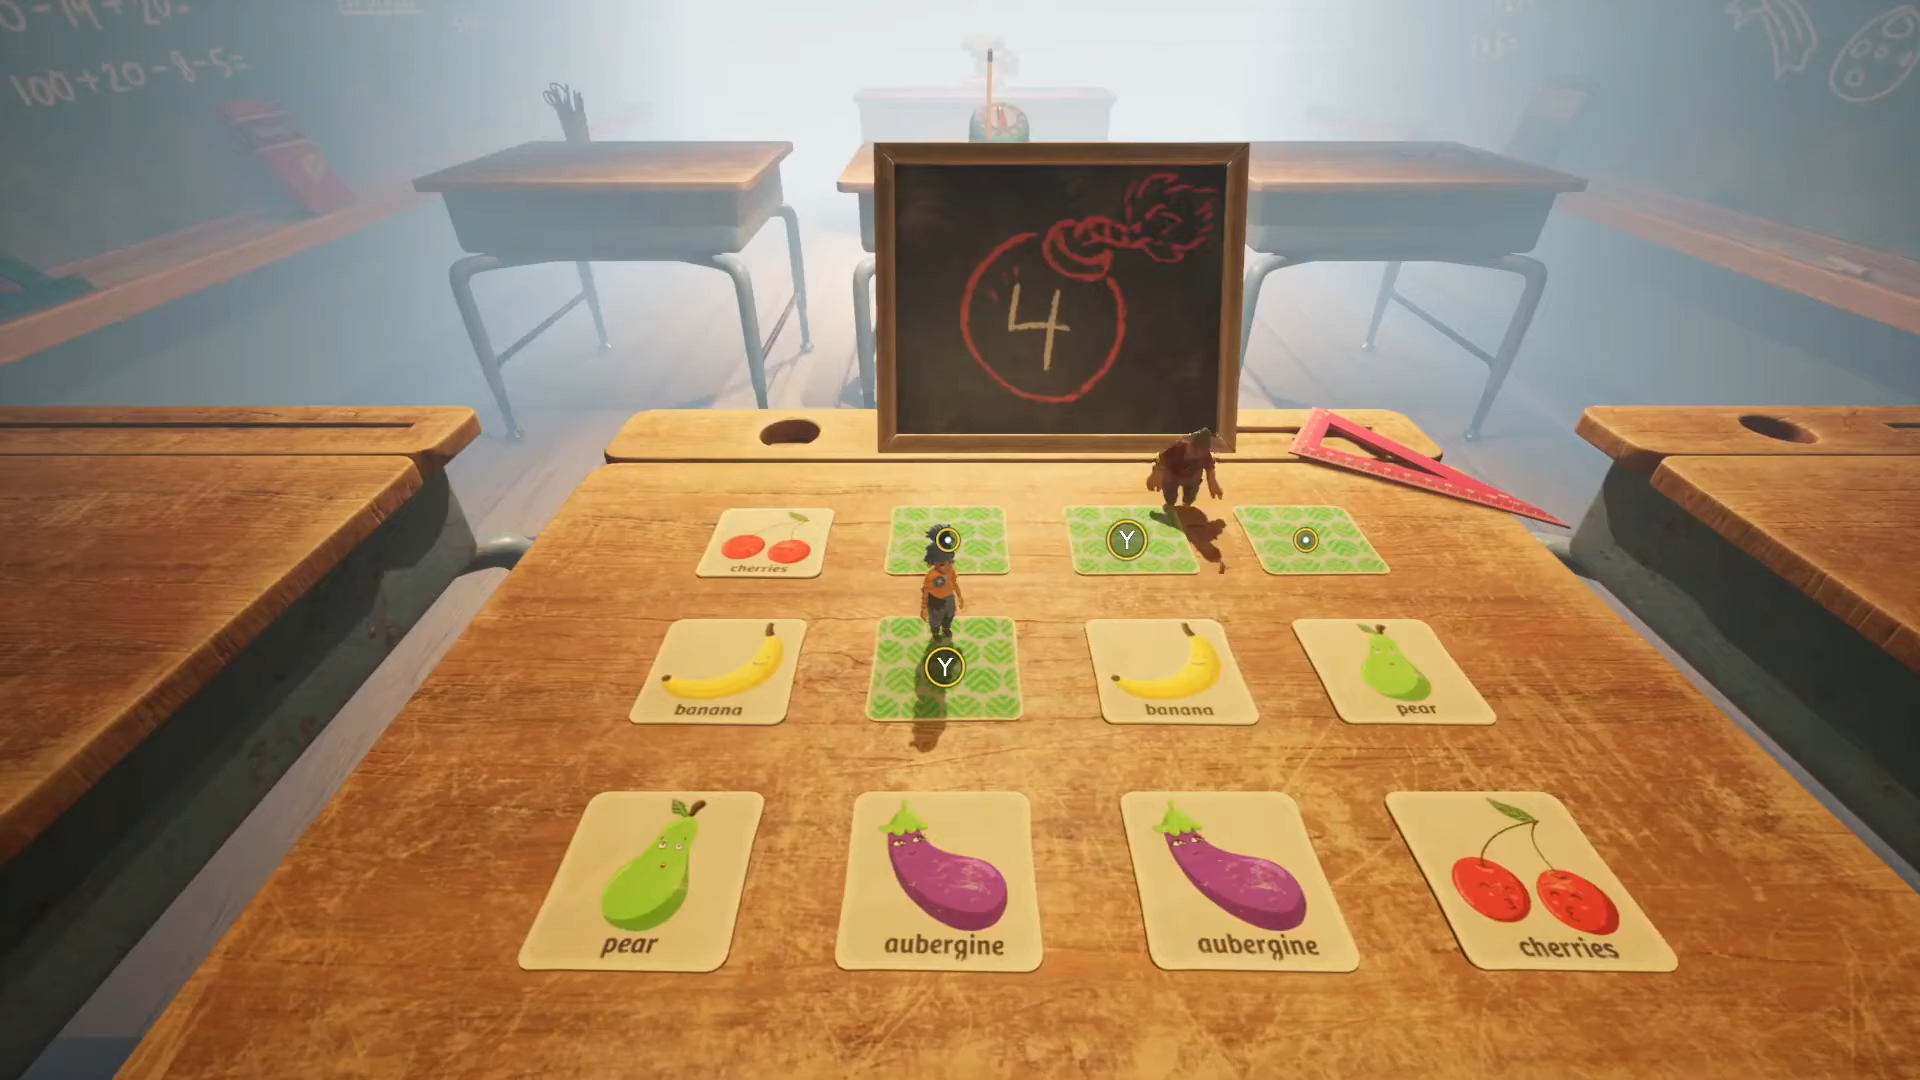 100+20-8-5=
4
cherries
Y
banana
Y
banana
pear
pear
aubergine
aubergine
cherries